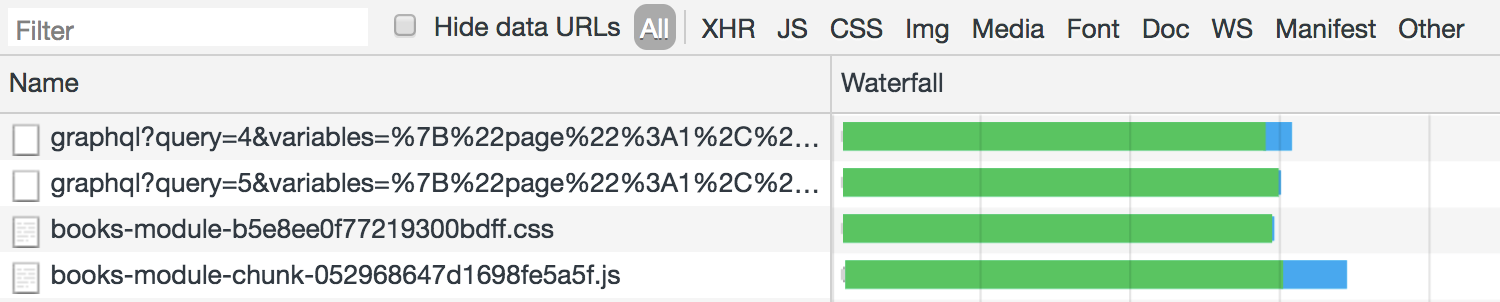 Filter Hide data URLs All XHR JS CSS Img Media Font Doc WS Manifest Other
Name Waterfall
graphql?query=4&variables=%7B%22page%22%3A1%2C%2...
graphql?query=5&variables=%7B%22page%22%3A1%2C%2...
books-module-b5e8ee0f77219300bdff.css
books-module-chunk-052968647d1698fe5a5f.js